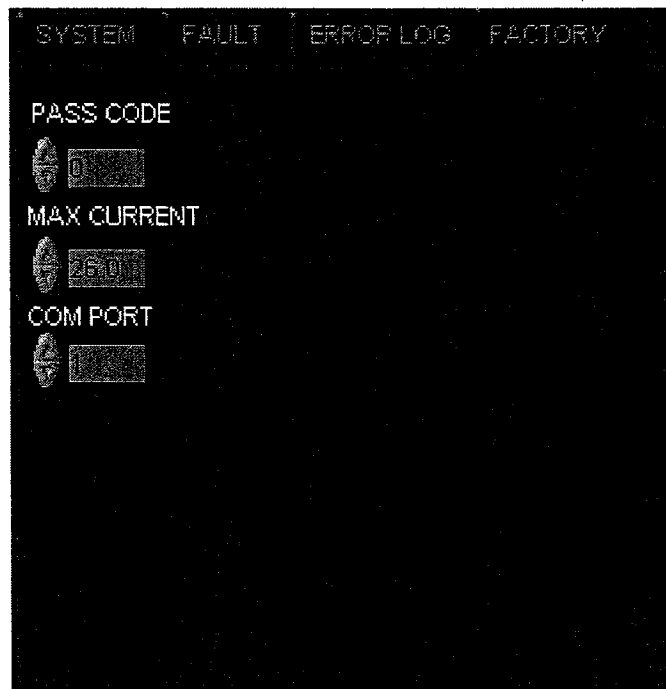 SYSTEM FAULT ERROR LOG FACTORY
PASS CODE
0
MAX CURRENT
26.0
COM PORT
1